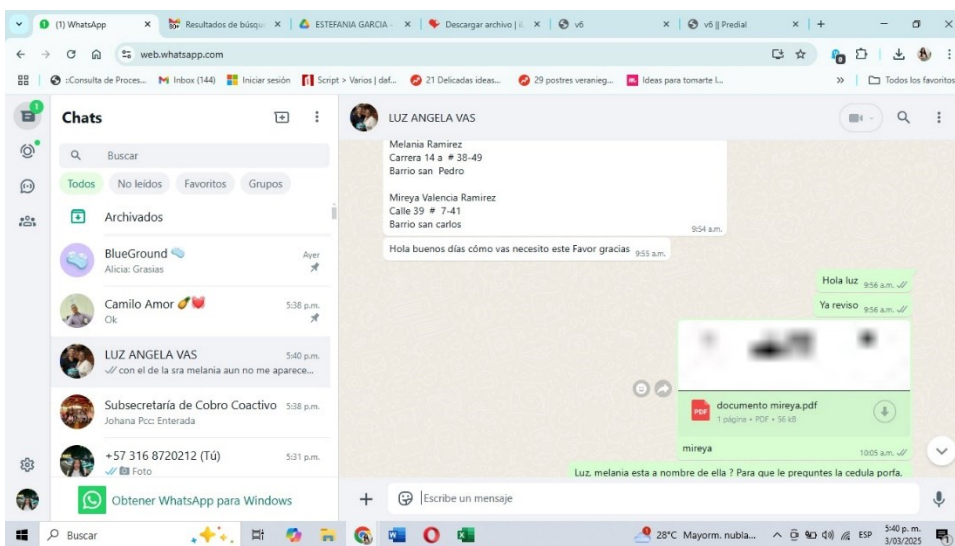 (1) WhatsApp
Resultados de búsqu
ESTEFANIA GARCIA -
Descargar archivo | iL
v6
v6 || Predial
web.whatsapp.com
::Consulta de Proces...
Inbox (144)
Iniciar sesión
Script > Varios | daf...
21 Delicadas ideas...
29 postres veranieg...
Ideas para tomarte l...
»
Todos los favoritos
Chats
Buscar
Todos
No leídos
Favoritos
Grupos
Archivados
BlueGround
Ayer
Alicia: Grasias
Camilo Amor
5:38 p.m.
Ok
LUZ ANGELA VAS
5:40 p.m.
con el de la sra melania aun no me aparece...
Subsecretaría de Cobro Coactivo
5:38 p.m.
Johana Pcc: Enterada
+57 316 8720212 (Tú)
5:31 p.m.
Foto
Obtener WhatsApp para Windows
LUZ ANGELA VAS
Melania Ramirez
Carrera 14 a # 38-49
Barrio san Pedro
Mireya Valencia Ramirez
Calle 39 # 7-41
Barrio san carlos
9:54 a.m.
Hola buenos días cómo vas necesito este Favor gracias
9:55 a.m.
Hola luz
9:56 a.m.
Ya reviso
9:56 a.m.
PDF
documento mireya.pdf
1 página • PDF • 56 kB
mireya
10:05 a.m.
Luz, melania esta a nombre de ella ? Para que le preguntes la cedula porfa.
Escribe un mensaje
Buscar
28°C Mayorm. nubla...
ESP
5:40 p. m.
3/03/2025